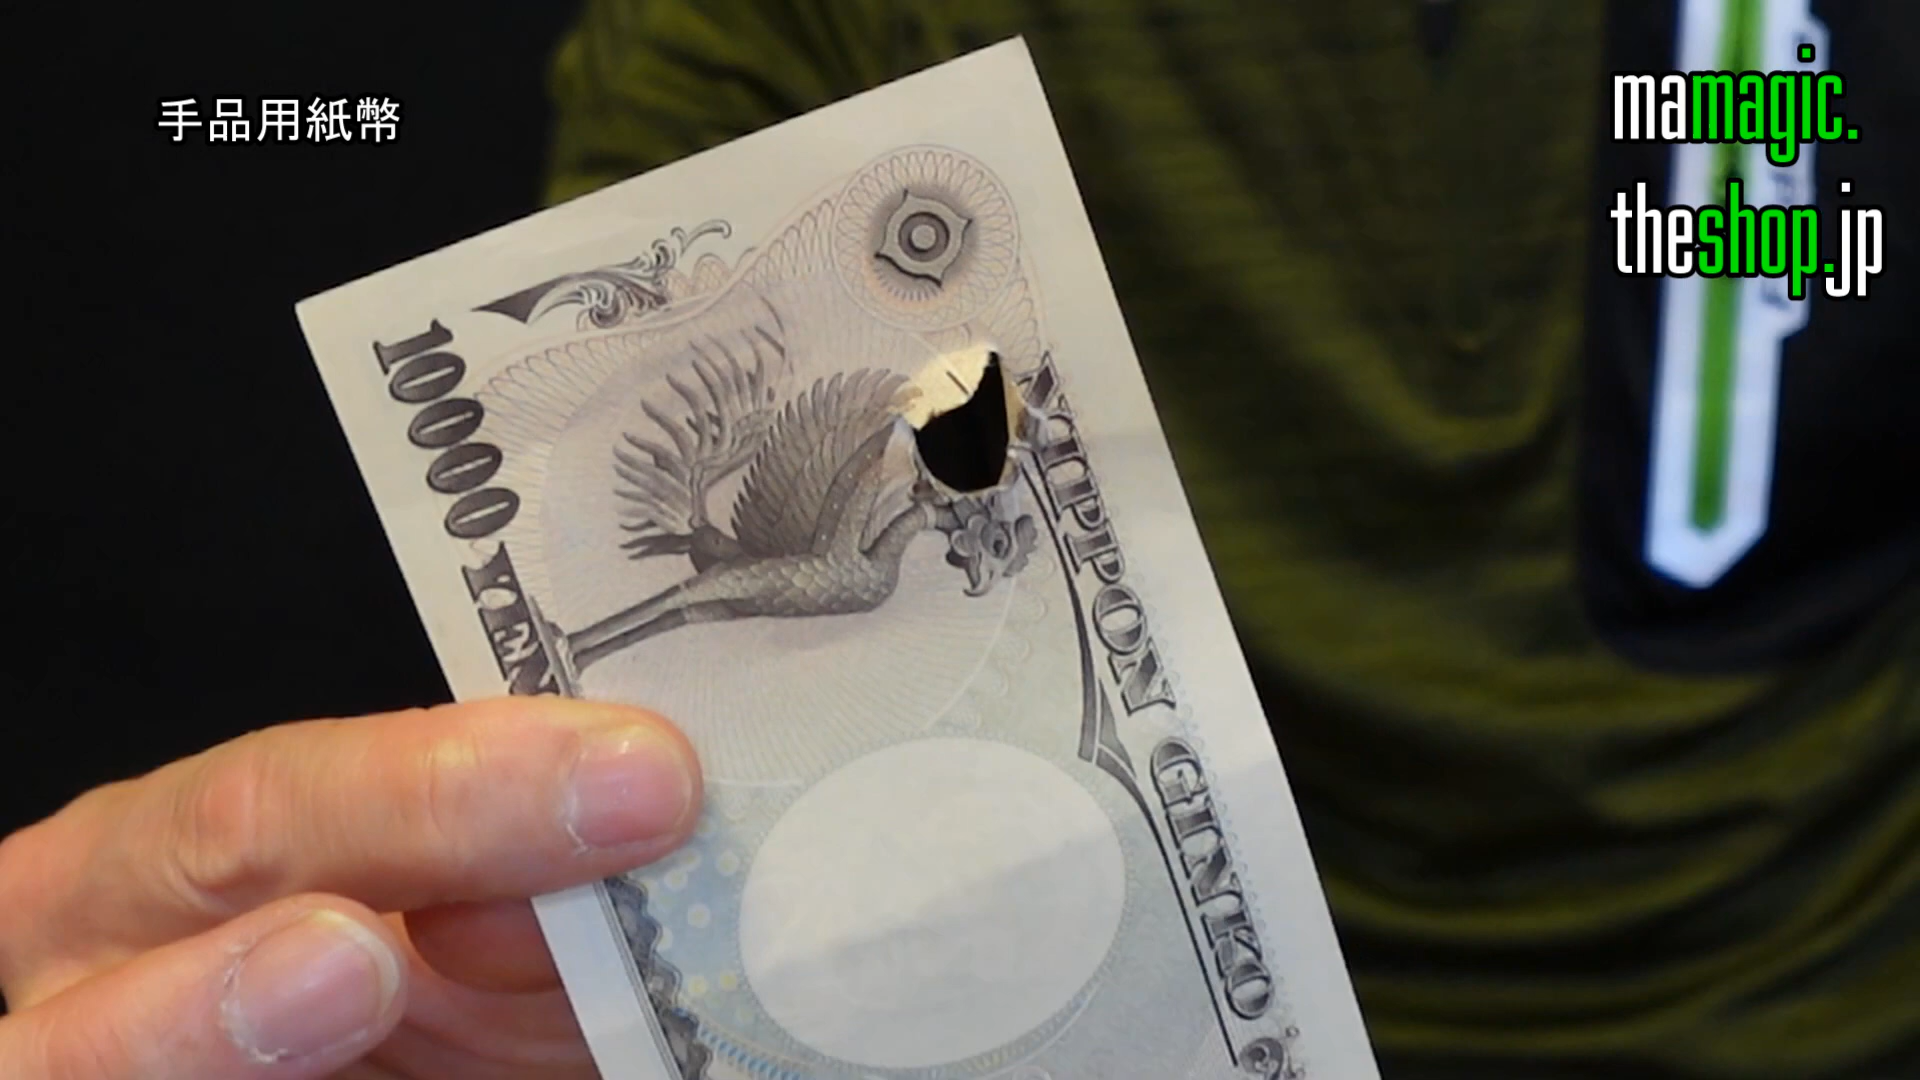 手品用紙幣
mamagic.
theshop.jp
10000 YEN
NIPPON GINKO